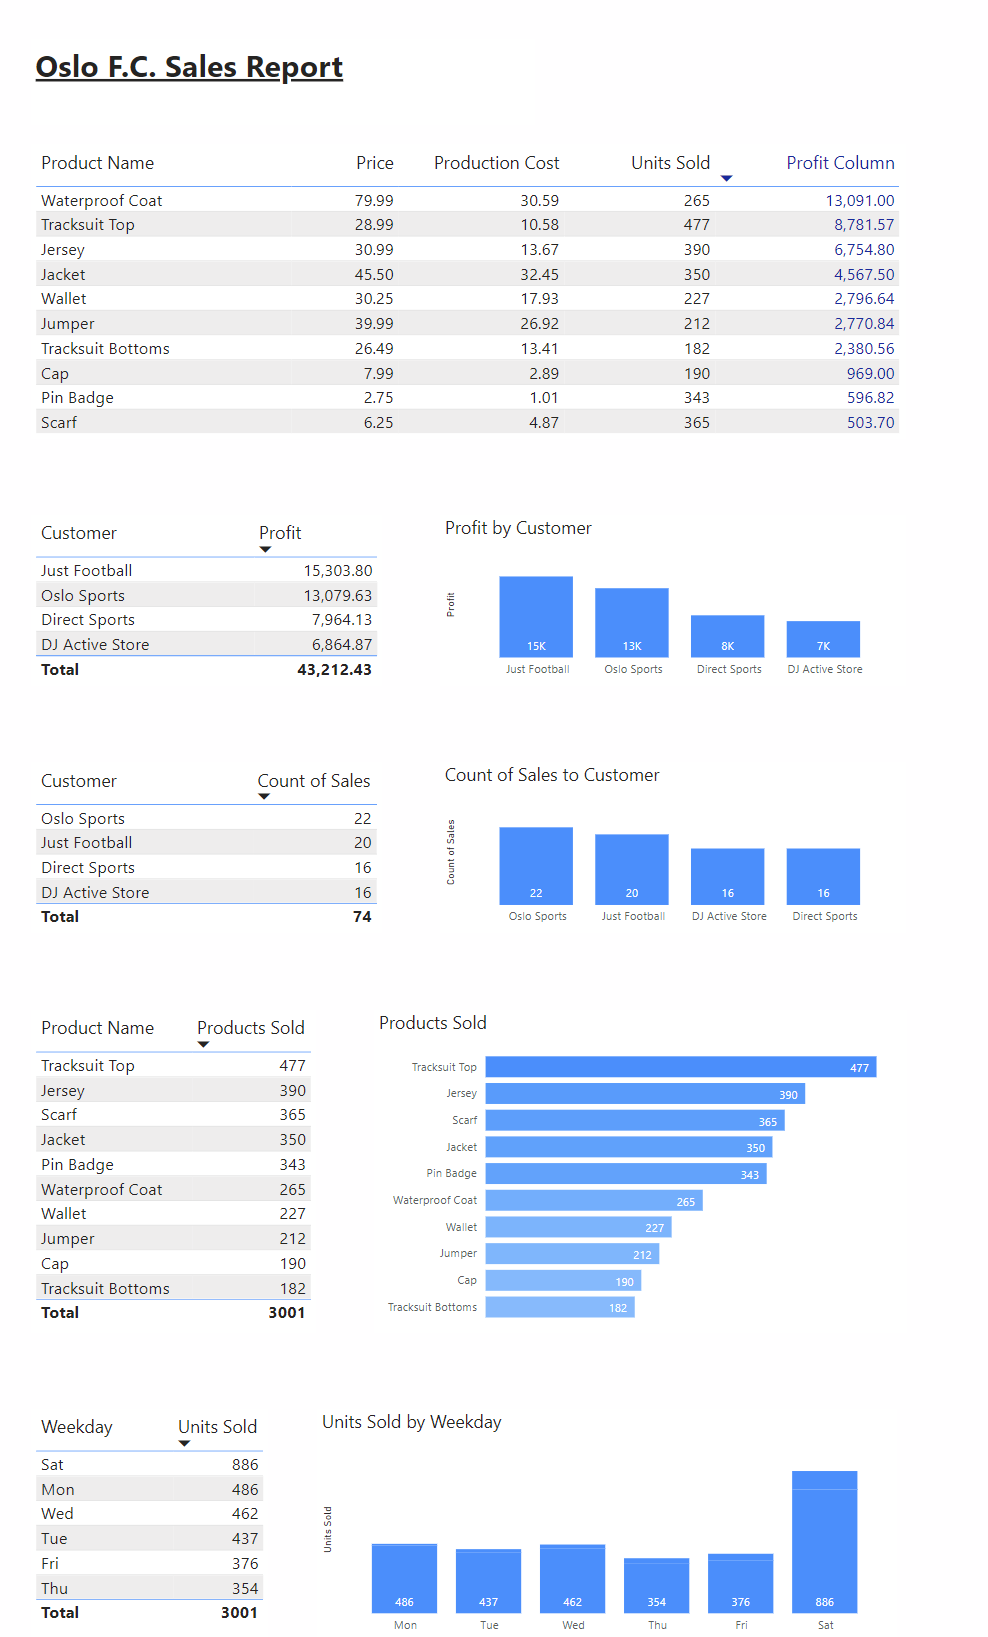 Oslo F.C. Sales Report
Product Name Price Production Cost Units Sold Profit Column
Waterproof Coat 79.99 30.59 265 13,091.00
Tracksuit Top 28.99 10.58 477 8,781.57
Jersey 30.99 13.67 390 6,754.80
Jacket 45.50 32.45 350 4,567.50
Wallet 30.25 17.93 227 2,796.64
Jumper 39.99 26.92 212 2,770.84
Tracksuit Bottoms 26.49 13.41 182 2,380.56
Cap 7.99 2.89 190 969.00
Pin Badge 2.75 1.01 343 596.82
Scarf 6.25 4.87 365 503.70
Customer Profit
Just Football 15,303.80
Oslo Sports 13,079.63
Direct Sports 7,964.13
DJ Active Store 6,864.87
Total 43,212.43
Profit by Customer
Profit
15K 13K 8K 7K
Just Football Oslo Sports Direct Sports DJ Active Store
Customer Count of Sales
Oslo Sports 22
Just Football 20
Direct Sports 16
DJ Active Store 16
Total 74
Count of Sales to Customer
Count of Sales
22 20 16 16
Oslo Sports Just Football DJ Active Store Direct Sports
Product Name Products Sold
Tracksuit Top 477
Jersey 390
Scarf 365
Jacket 350
Pin Badge 343
Waterproof Coat 265
Wallet 227
Jumper 212
Cap 190
Tracksuit Bottoms 182
Total 3001
Products Sold
Tracksuit Top 477
Jersey 390
Scarf 365
Jacket 350
Pin Badge 343
Waterproof Coat 265
Wallet 227
Jumper 212
Cap 190
Tracksuit Bottoms 182
Weekday Units Sold
Sat 886
Mon 486
Wed 462
Tue 437
Fri 376
Thu 354
Total 3001
Units Sold by Weekday
Units Sold
486 437 462 354 376 886
Mon Tue Wed Thu Fri Sat